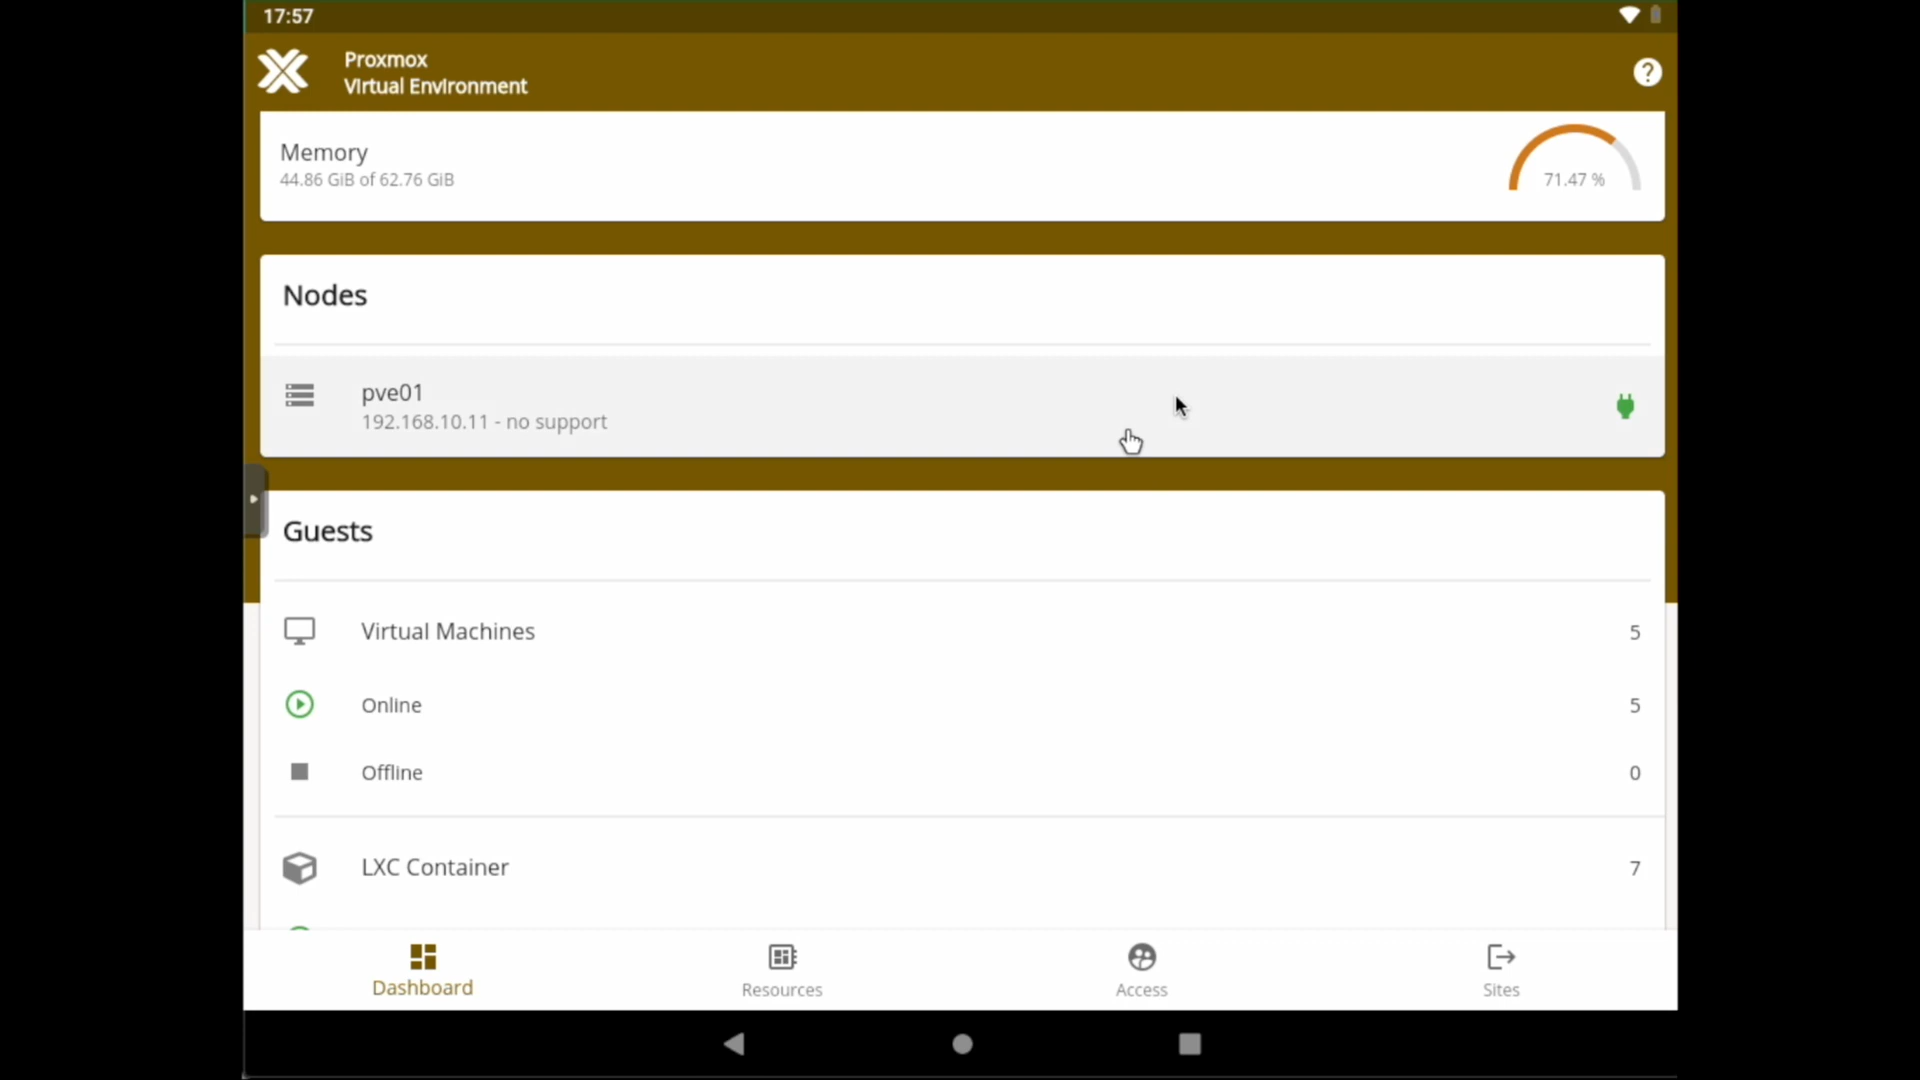 17:57
Proxmox
Virtual Environment
?
Memory
44.86 GiB of 62.76 GiB
71.47 %
Nodes
pve01
192.168.10.11 - no support
Guests
Virtual Machines 5
Online 5
Offline 0
LXC Container 7
Dashboard Resources Access Sites